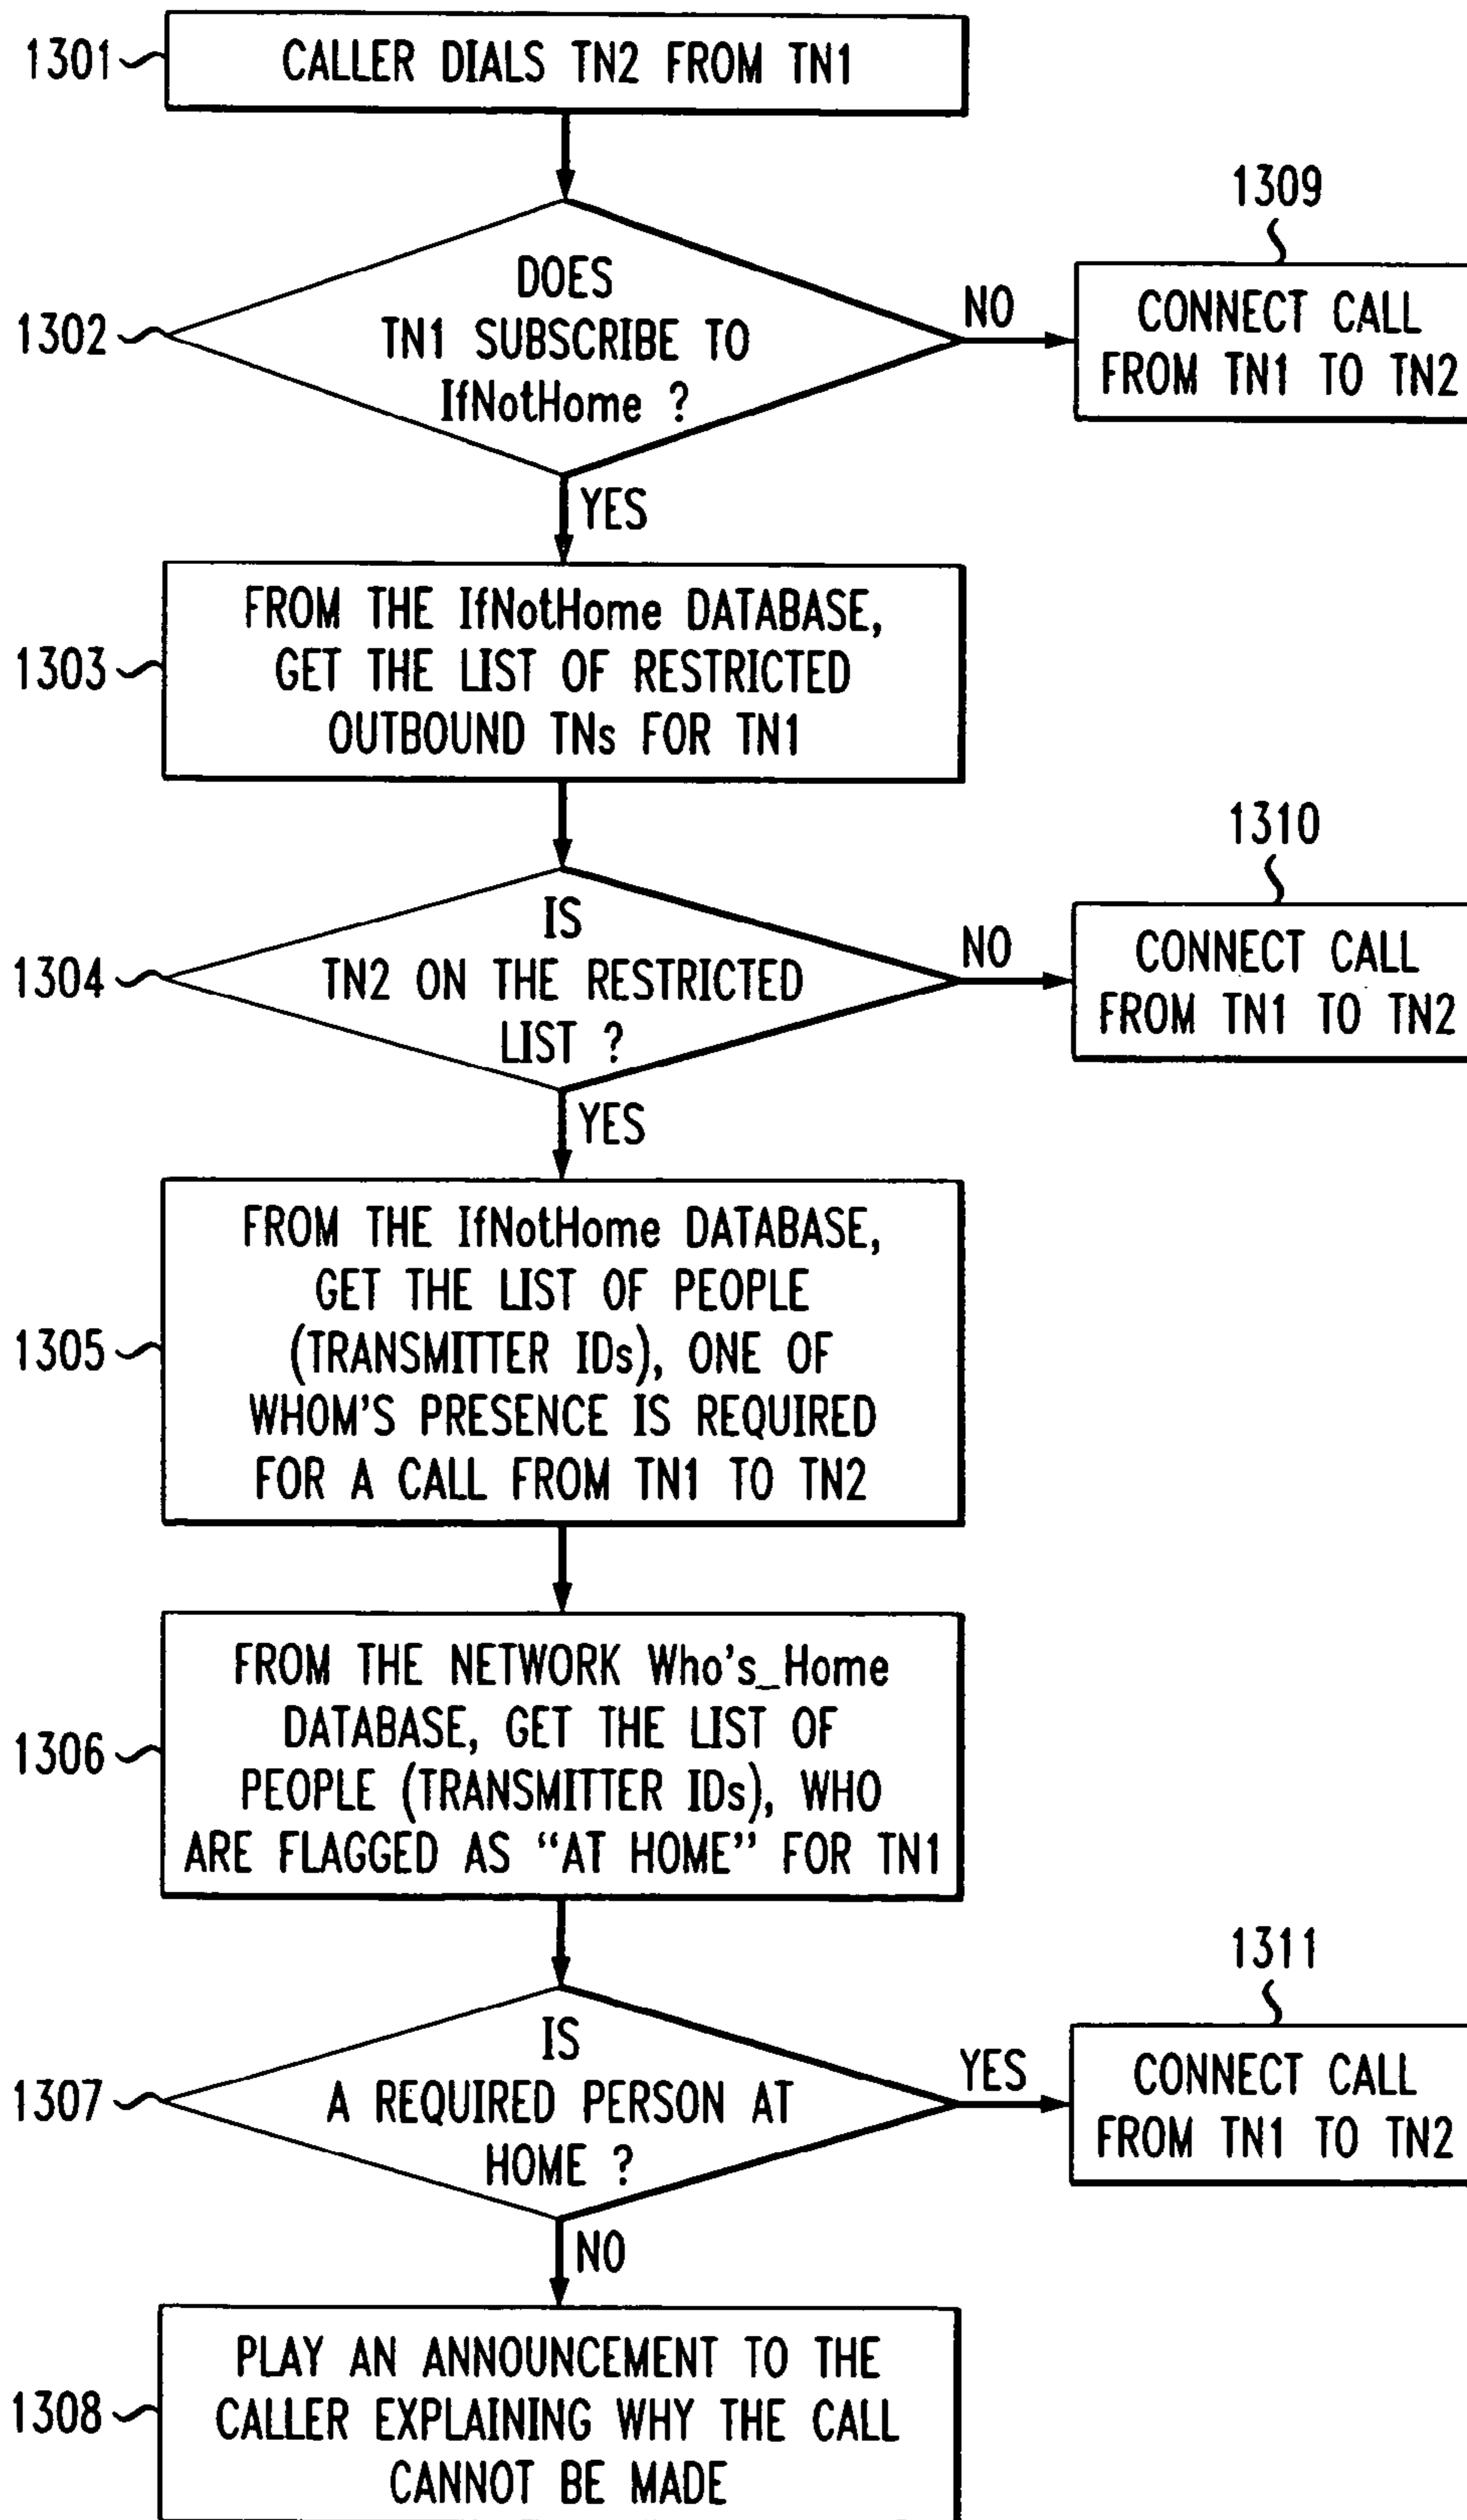 1301
CALLER DIALS TN2 FROM TN1
1302
DOES
TN1 SUBSCRIBE TO
IfNotHome ?
NO
1309
CONNECT CALL
FROM TN1 TO TN2
YES
1303
FROM THE IfNotHome DATABASE,
GET THE LIST OF RESTRICTED
OUTBOUND TNs FOR TN1
1304
IS
TN2 ON THE RESTRICTED
LIST ?
NO
1310
CONNECT CALL
FROM TN1 TO TN2
YES
1305
FROM THE IfNotHome DATABASE,
GET THE LIST OF PEOPLE
(TRANSMITTER IDs), ONE OF
WHOM'S PRESENCE IS REQUIRED
FOR A CALL FROM TN1 TO TN2
1306
FROM THE NETWORK Who's_Home
DATABASE, GET THE LIST OF
PEOPLE (TRANSMITTER IDs), WHO
ARE FLAGGED AS “AT HOME” FOR TN1
1307
IS
A REQUIRED PERSON AT
HOME ?
YES
1311
CONNECT CALL
FROM TN1 TO TN2
NO
1308
PLAY AN ANNOUNCEMENT TO THE
CALLER EXPLAINING WHY THE CALL
CANNOT BE MADE